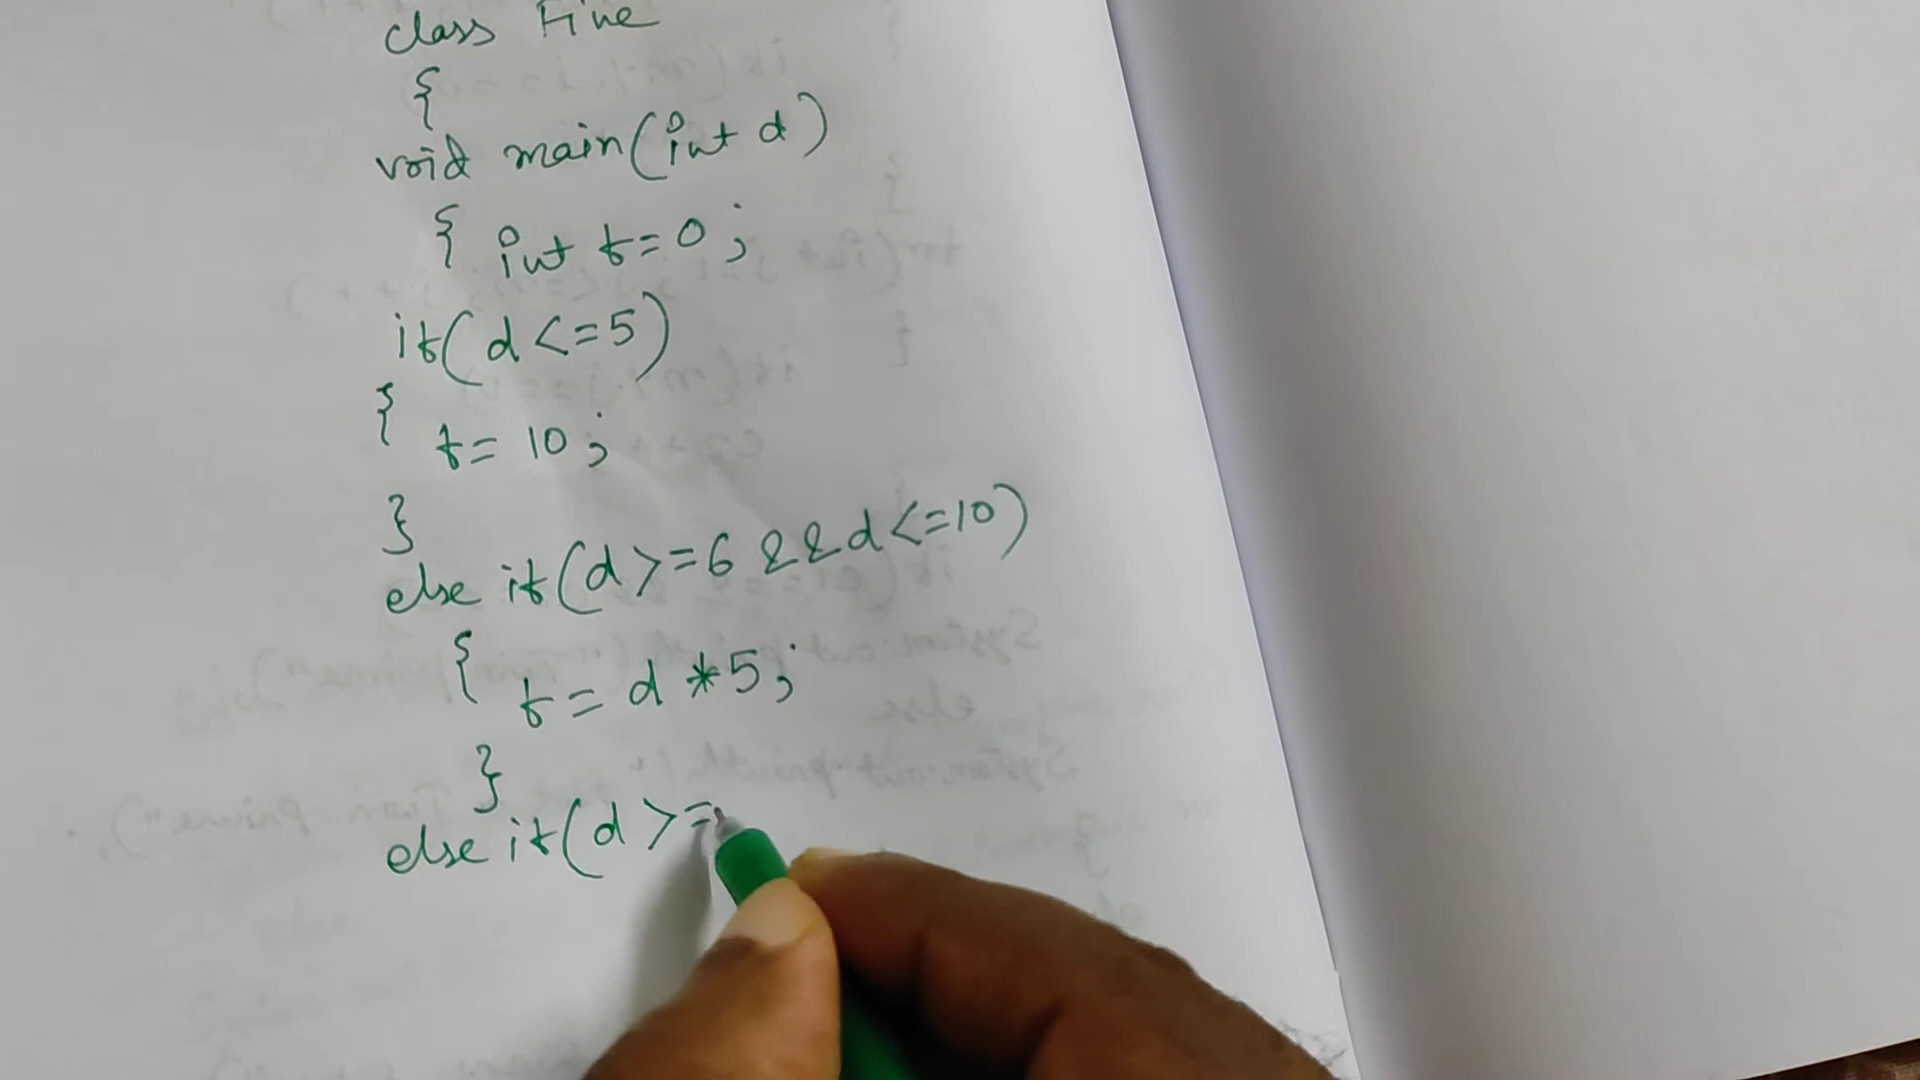 class Fine
{
void main(int d)
{ int f=0;
if(d<=5)
{
f= 10;
}
else if(d>=6 &&d<=10)
{
f= d *5;
}
else if(d>=